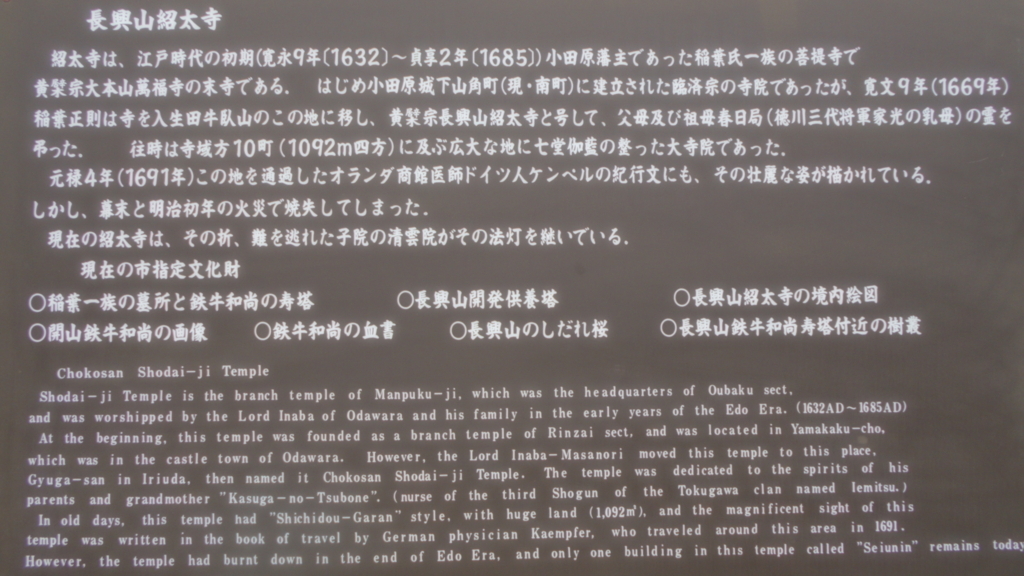 長興山紹太寺
紹太寺は、江戸時代の初期(寛永9年〔1632〕～貞享2年〔1685〕)小田原藩主であった稲葉氏一族の菩提寺で
黄檗宗大本山萬福寺の末寺である． はじめ小田原城下山角町(現・南町)に建立された臨済宗の寺院であったが、寛文9年(1669年)
稲葉正則は寺を入生田牛臥山のこの地に移し、黄檗宗長興山紹太寺と号して、父母及び祖母春日局(徳川三代将軍家光の乳母)の霊を
弔った． 往時は寺域方10町(1092m四方)に及ぶ広大な地に七堂伽藍の整った大寺院であった．
元禄4年(1691年)この地を通過したオランダ商館医師ドイツ人ケンペルの紀行文にも、その壮麗な姿が描かれている．
しかし、幕末と明治初年の火災で焼失してしまった．
現在の紹太寺は、その折、難を逃れた子院の清雲院がその法灯を継いでいる．
現在の市指定文化財
○稲葉一族の墓所と鉄牛和尚の寿塔 ○長興山開発供養塔 ○長興山紹太寺の境内絵図
○開山鉄牛和尚の画像 ○鉄牛和尚の血書 ○長興山のしだれ桜 ○長興山鉄牛和尚寿塔付近の樹叢
Chokosan Shodai-ji Temple
Shodai-ji Temple is the branch temple of Manpuku-ji, which was the headquarters of Oubaku sect,
and was worshipped by the Lord Inaba of Odawara and his family in the early years of the Edo Era. (1632AD～1685AD)
At the beginning, this temple was founded as a branch temple of Rinzai sect, and was located in Yamakaku-cho,
which was in the castle town of Odawara. However, the Lord Inaba-Masanori moved this temple to this place,
Gyuga-san in Iriuda, then named it Chokosan Shodai-ji Temple. The temple was dedicated to the spirits of his
parents and grandmother "Kasuga-no-Tsubone". (nurse of the third Shogun of the Tokugawa clan named Iemitsu.)
In old days, this temple had "Shichidou-Garan" style, with huge land (1,092㎡), and the magnificent sight of this
temple was written in the book of travel by German physician Kaempfer, who traveled around this area in 1691.
However, the temple had burnt down in the end of Edo Era, and only one building in this temple called "Seiunin" remains today